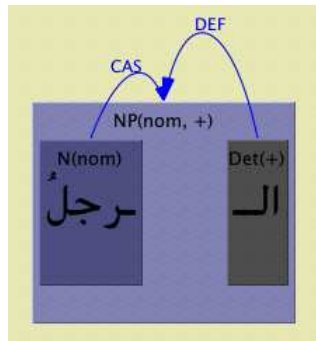 DEF
CAS
NP(nom, +)
N(nom) Det(+)
الـ ـرجلُ